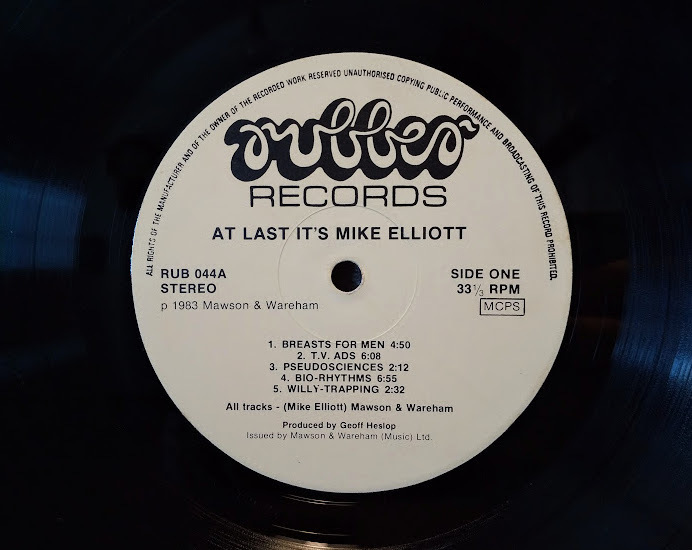 ALL RIGHTS OF THE MANUFACTURER AND OF THE OWNER OF THE RECORDED WORK RESERVED UNAUTHORISED COPYING PUBLIC PERFORMANCE AND BROADCASTING OF THIS RECORD PROHIBITED.
rubber
RECORDS
AT LAST IT'S MIKE ELLIOTT
RUB 044A
STEREO
p 1983 Mawson & Wareham
SIDE ONE
33 1/3 RPM
MCPS
1. BREASTS FOR MEN 4:50
2. T.V. ADS 6:08
3. PSEUDOSCIENCES 2:12
4. BIO-RHYTHMS 6:55
5. WILLY-TRAPPING 2:32
All tracks - (Mike Elliott) Mawson & Wareham
Produced by Geoff Heslop
Issued by Mawson & Wareham (Music) Ltd.